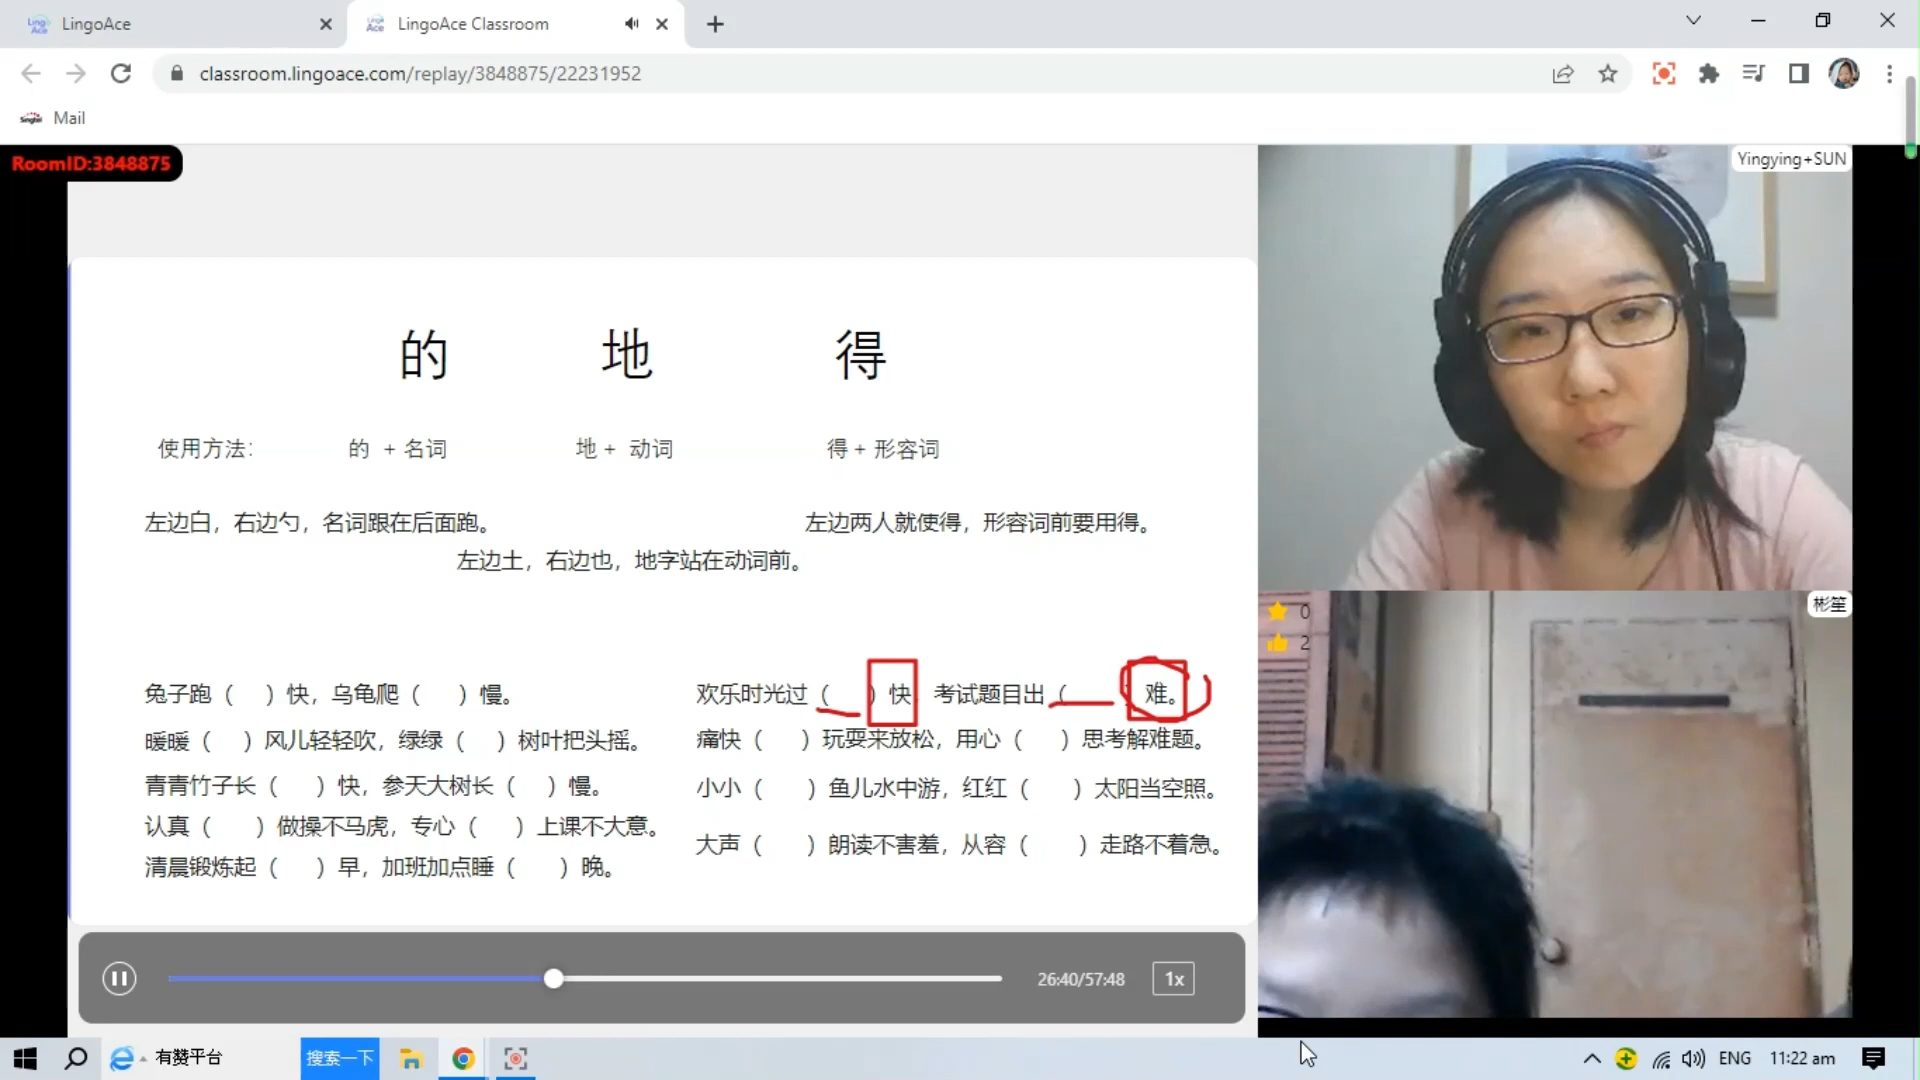 LingoAce
LingoAce Classroom
classroom.lingoace.com/replay/3848875/22231952
Singtel Mail
RoomID:3848875
Yingying+SUN
的 地 得
使用方法： 的 + 名词 地 + 动词 得 + 形容词
左边白，右边勺，名词跟在后面跑。 左边两人就使得，形容词前要用得。
左边土，右边也，地字站在动词前。
彬笙
0
2
兔子跑（ ）快，乌龟爬（ ）慢。
暖暖（ ）风儿轻轻吹，绿绿（ ）树叶把头摇。
青青竹子长（ ）快，参天大树长（ ）慢。
认真（ ）做操不马虎，专心（ ）上课不大意。
清晨锻炼起（ ）早，加班加点睡（ ）晚。
欢乐时光过（ ）快 考试题目出（ ）难。
痛快（ ）玩耍来放松，用心（ ）思考解难题。
小小（ ）鱼儿水中游，红红（ ）太阳当空照。
大声（ ）朗读不害羞，从容（ ）走路不着急。
26:40/57:48 1x
有赞平台 搜索一下 ENG 11:22 am